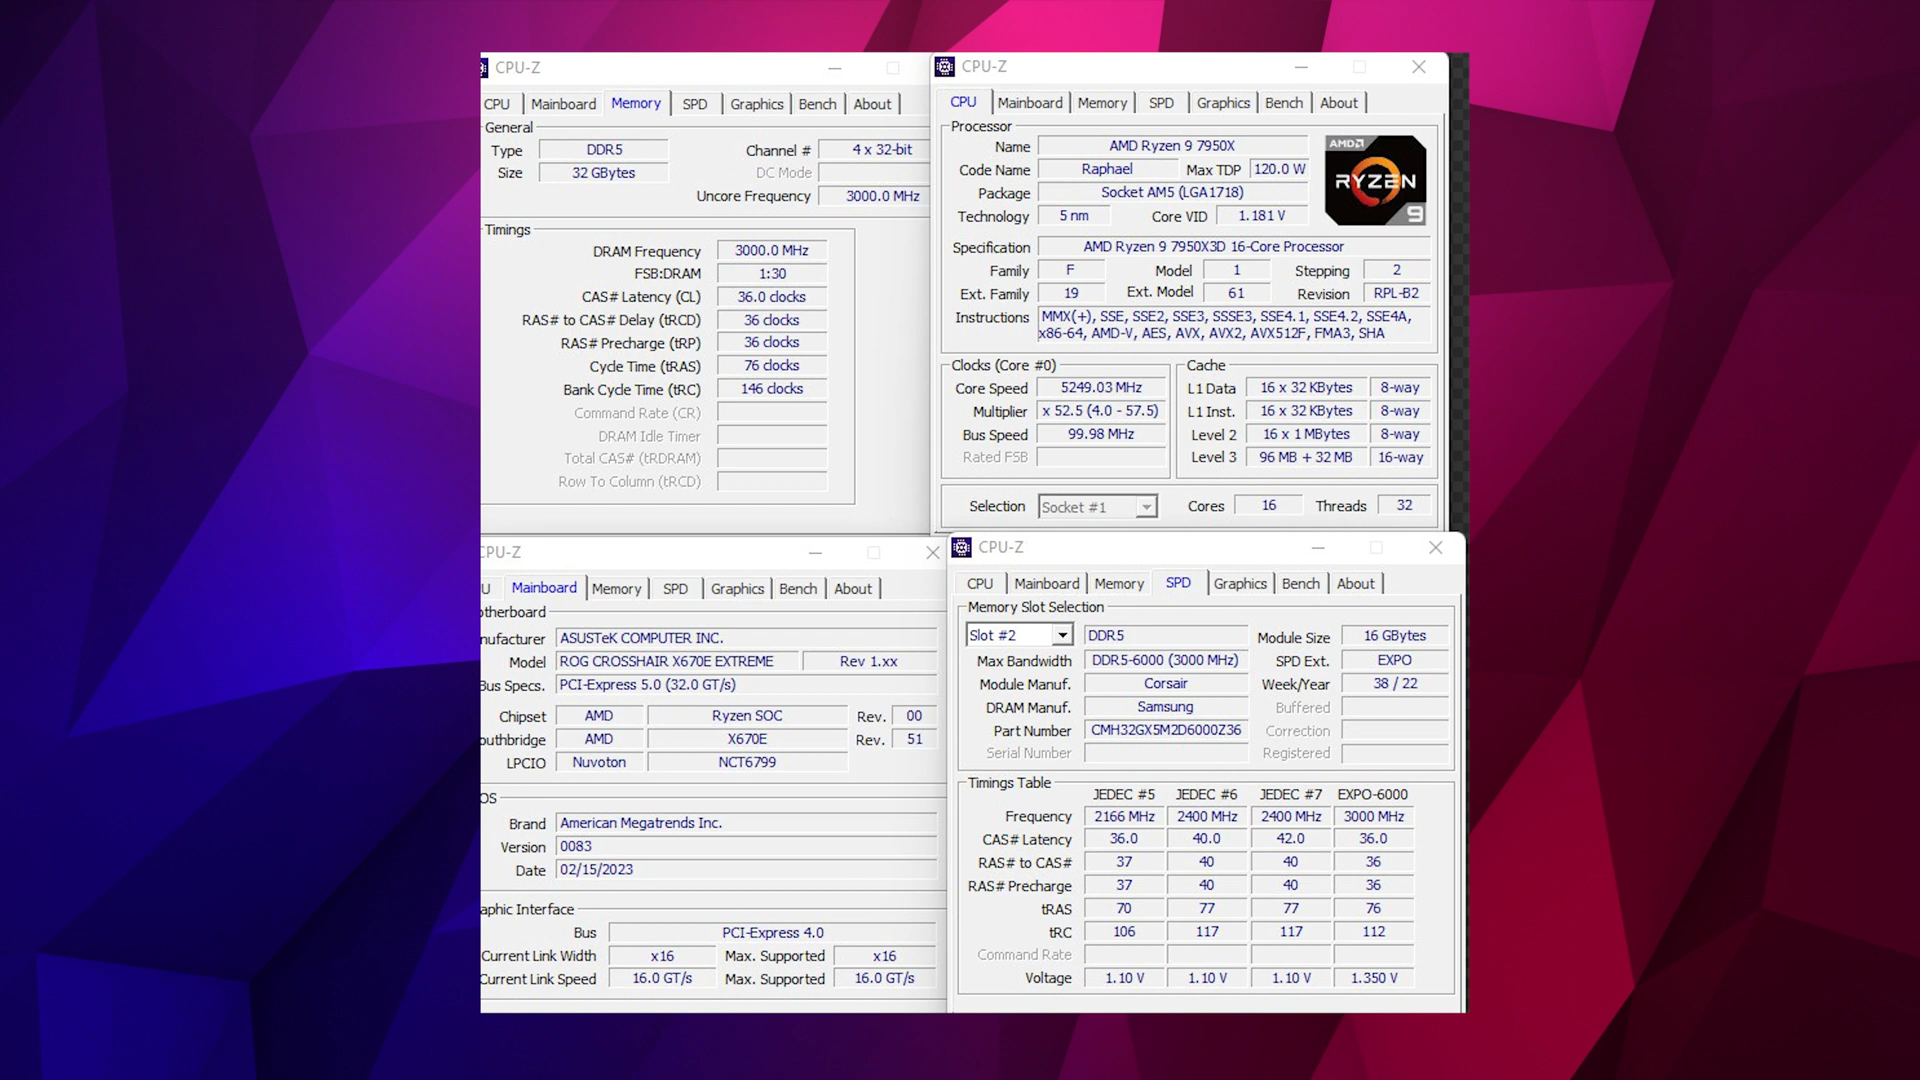 CPU-Z
CPU Mainboard Memory SPD Graphics Bench About
General
Type DDR5 Channel # 4 x 32-bit
Size 32 GBytes DC Mode
Uncore Frequency 3000.0 MHz
Timings
DRAM Frequency 3000.0 MHz
FSB:DRAM 1:30
CAS# Latency (CL) 36.0 clocks
RAS# to CAS# Delay (tRCD) 36 clocks
RAS# Precharge (tRP) 36 clocks
Cycle Time (tRAS) 76 clocks
Bank Cycle Time (tRC) 146 clocks
Command Rate (CR)
DRAM Idle Timer
Total CAS# (tRDRAM)
Row To Column (tRCD)
CPU-Z
CPU Mainboard Memory SPD Graphics Bench About
Processor
Name AMD Ryzen 9 7950X
Code Name Raphael Max TDP 120.0 W
Package Socket AM5 (LGA1718)
Technology 5 nm Core VID 1.181 V
AMD
RYZEN
9
Specification AMD Ryzen 9 7950X3D 16-Core Processor
Family F Model 1 Stepping 2
Ext. Family 19 Ext. Model 61 Revision RPL-B2
Instructions MMX(+), SSE, SSE2, SSE3, SSSE3, SSE4.1, SSE4.2, SSE4A,
x86-64, AMD-V, AES, AVX, AVX2, AVX512F, FMA3, SHA
Clocks (Core #0)
Core Speed 5249.03 MHz
Multiplier x 52.5 (4.0 - 57.5)
Bus Speed 99.98 MHz
Rated FSB
Cache
L1 Data 16 x 32 KBytes 8-way
L1 Inst. 16 x 32 KBytes 8-way
Level 2 16 x 1 MBytes 8-way
Level 3 96 MB + 32 MB 16-way
Selection Socket #1 Cores 16 Threads 32
CPU-Z
U Mainboard Memory SPD Graphics Bench About
otherboard
nufacturer ASUSTeK COMPUTER INC.
Model ROG CROSSHAIR X670E EXTREME Rev 1.xx
Bus Specs. PCI-Express 5.0 (32.0 GT/s)
Chipset AMD Ryzen SOC Rev. 00
outhbridge AMD X670E Rev. 51
LPCIO Nuvoton NCT6799
OS
Brand American Megatrends Inc.
Version 0083
Date 02/15/2023
aphic Interface
Bus PCI-Express 4.0
Current Link Width x16 Max. Supported x16
Current Link Speed 16.0 GT/s Max. Supported 16.0 GT/s
CPU-Z
CPU Mainboard Memory SPD Graphics Bench About
Memory Slot Selection
Slot #2 DDR5 Module Size 16 GBytes
Max Bandwidth DDR5-6000 (3000 MHz) SPD Ext. EXPO
Module Manuf. Corsair Week/Year 38 / 22
DRAM Manuf. Samsung Buffered
Part Number CMH32GX5M2D6000Z36 Correction
Serial Number Registered
Timings Table
JEDEC #5 JEDEC #6 JEDEC #7 EXPO-6000
Frequency 2166 MHz 2400 MHz 2400 MHz 3000 MHz
CAS# Latency 36.0 40.0 42.0 36.0
RAS# to CAS# 37 40 40 36
RAS# Precharge 37 40 40 36
tRAS 70 77 77 76
tRC 106 117 117 112
Command Rate
Voltage 1.10 V 1.10 V 1.10 V 1.350 V